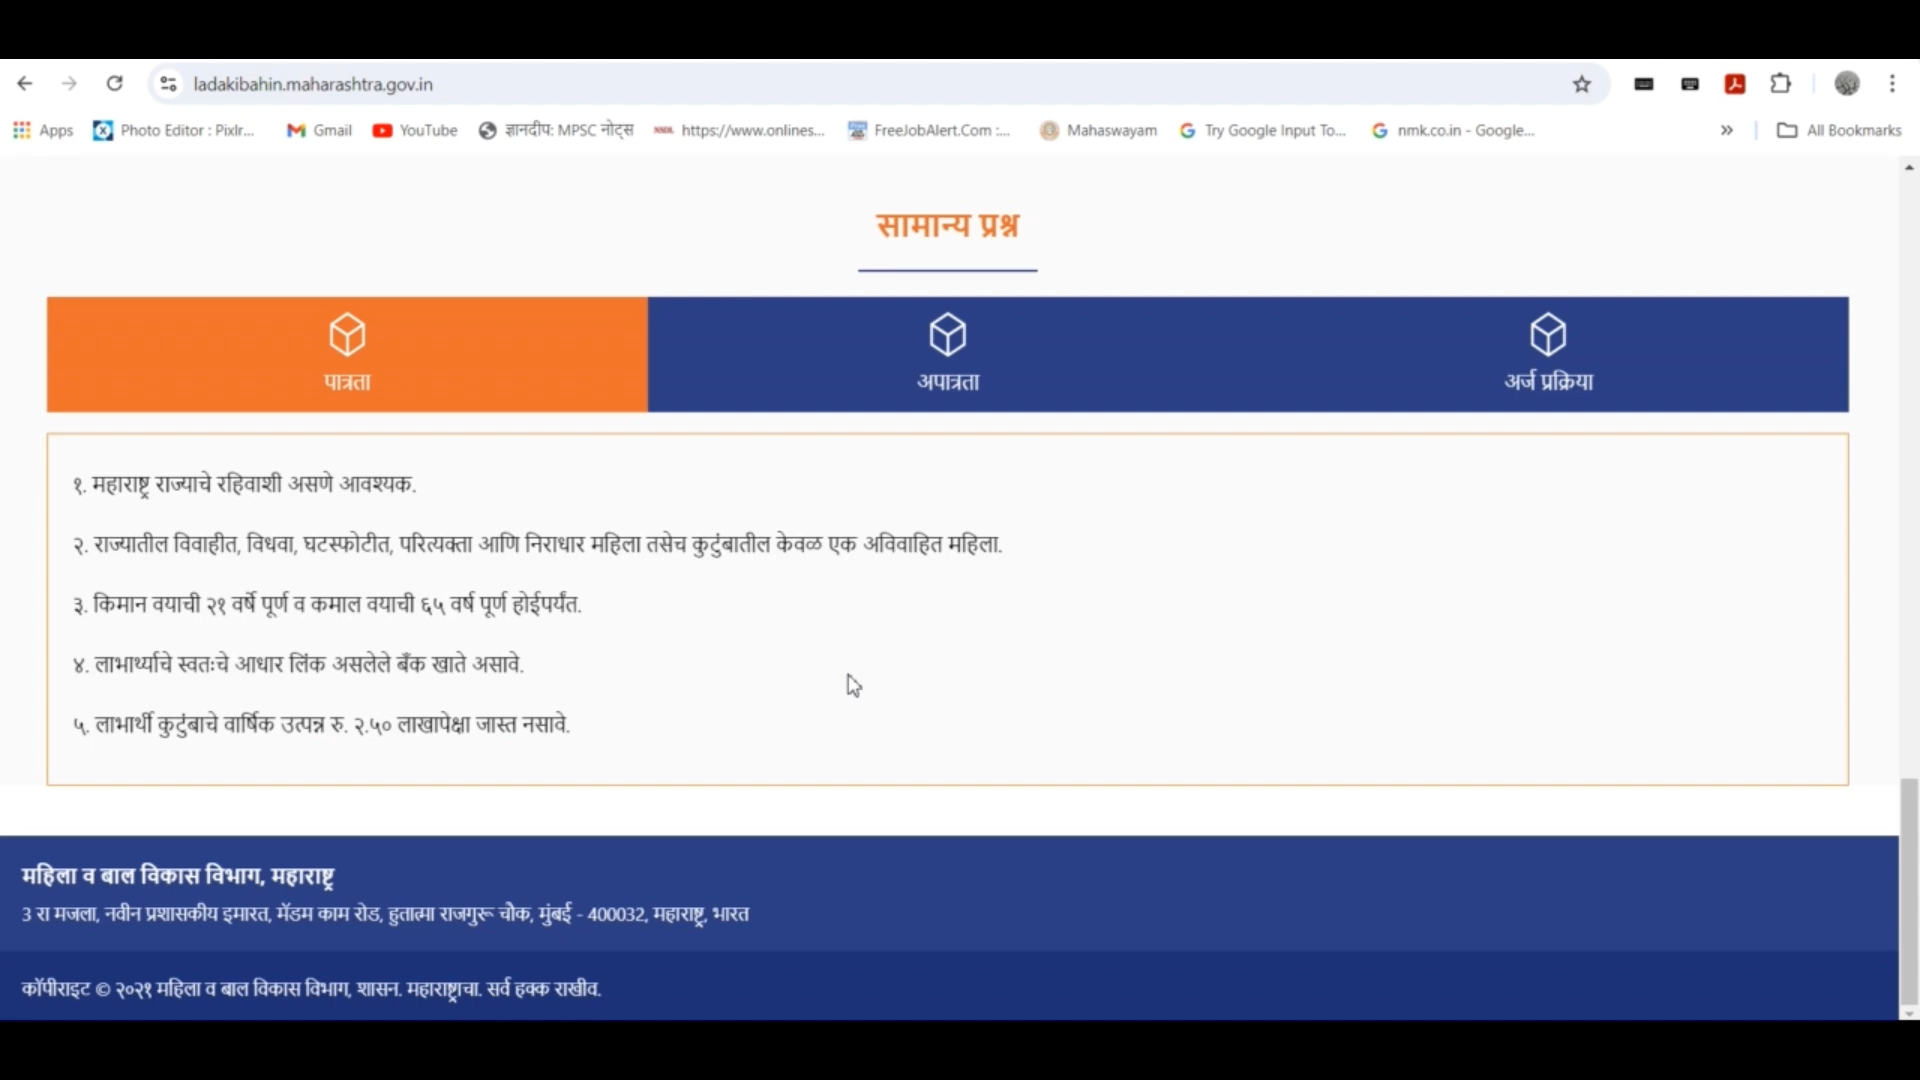 ladakibahin.maharashtra.gov.in
Apps Photo Editor : Pixlr... Gmail YouTube ज्ञानदीप: MPSC नोट्स NSDL https://www.onlines... FreeJobAlert.Com :... Mahaswayam Try Google Input To... nmk.co.in - Google... » All Bookmarks
सामान्य प्रश्न
पात्रता अपात्रता अर्ज प्रक्रिया
१. महाराष्ट्र राज्याचे रहिवाशी असणे आवश्यक.
२. राज्यातील विवाहीत, विधवा, घटस्फोटीत, परित्यक्ता आणि निराधार महिला तसेच कुटुंबातील केवळ एक अविवाहित महिला.
३. किमान वयाची २१ वर्षे पूर्ण व कमाल वयाची ६५ वर्ष पूर्ण होईपर्यंत.
४. लाभार्थ्याचे स्वतःचे आधार लिंक असलेले बँक खाते असावे.
५. लाभार्थी कुटुंबाचे वार्षिक उत्पन्न रु. २.५० लाखापेक्षा जास्त नसावे.
महिला व बाल विकास विभाग, महाराष्ट्र
3 रा मजला, नवीन प्रशासकीय इमारत, मॅडम काम रोड, हुतात्मा राजगुरू चौक, मुंबई - 400032, महाराष्ट्र, भारत
कॉपीराइट © २०२१ महिला व बाल विकास विभाग, शासन. महाराष्ट्राचा. सर्व हक्क राखीव.